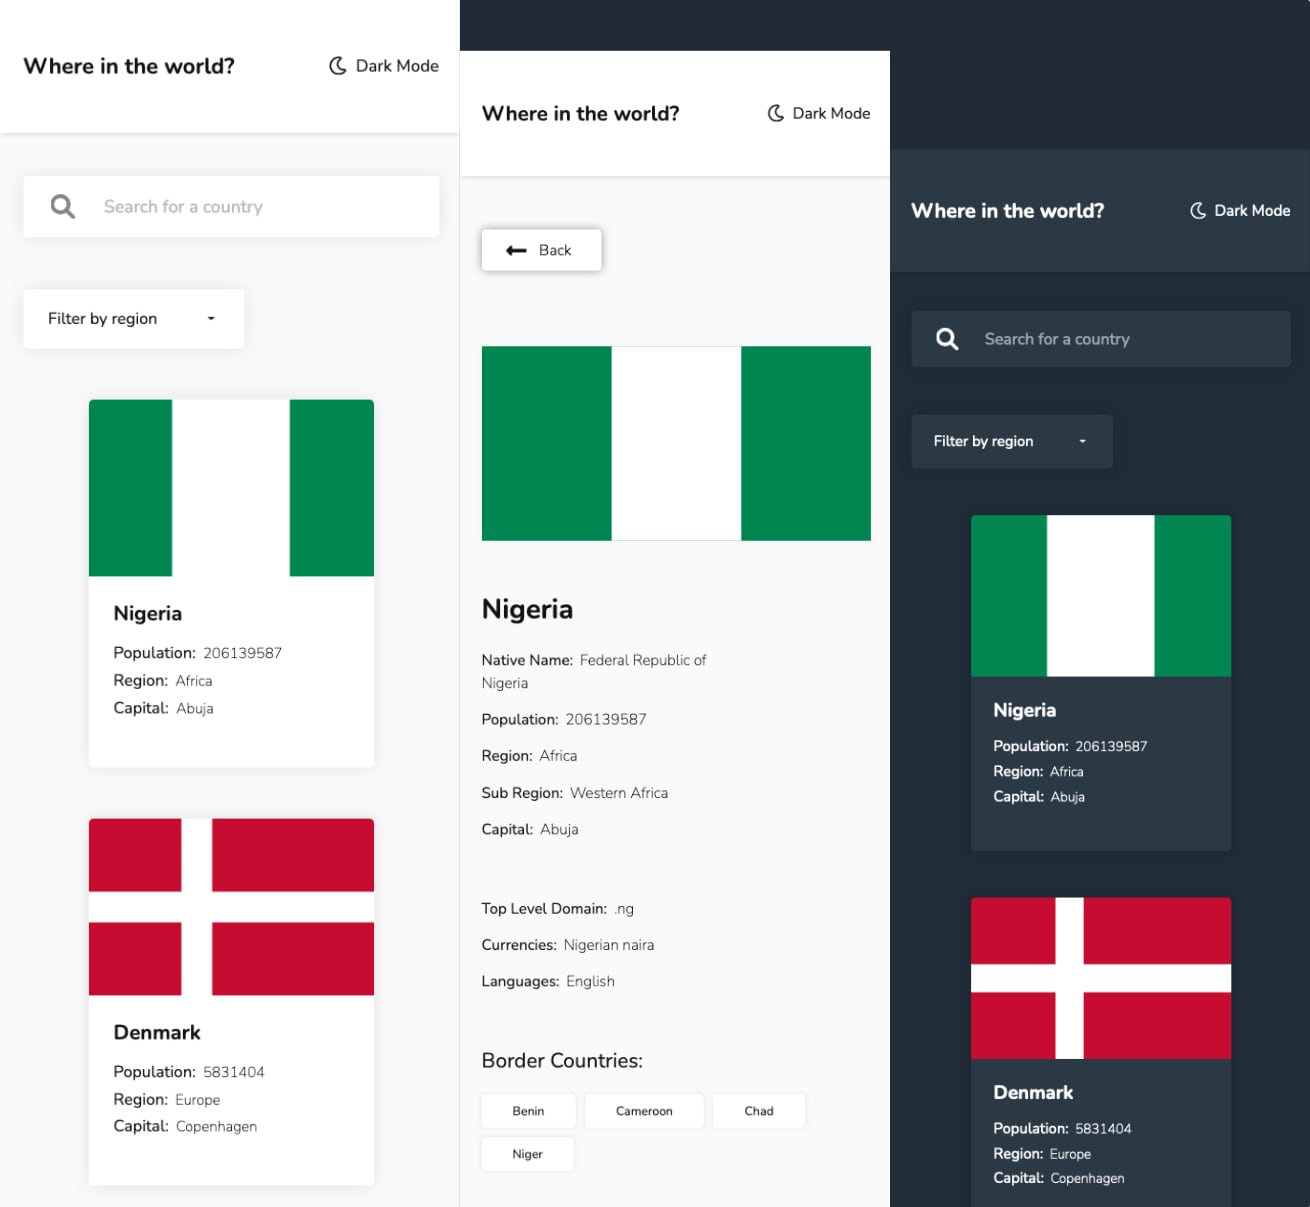 Where in the world?
Dark Mode
Search for a country
Filter by region
Nigeria
Population: 206139587
Region: Africa
Capital: Abuja
Denmark
Population: 5831404
Region: Europe
Capital: Copenhagen
Where in the world?
Dark Mode
Back
Nigeria
Native Name: Federal Republic of
Nigeria
Population: 206139587
Region: Africa
Sub Region: Western Africa
Capital: Abuja
Top Level Domain: .ng
Currencies: Nigerian naira
Languages: English
Border Countries:
Benin
Cameroon
Chad
Niger
Where in the world?
Dark Mode
Search for a country
Filter by region
Nigeria
Population: 206139587
Region: Africa
Capital: Abuja
Denmark
Population: 5831404
Region: Europe
Capital: Copenhagen